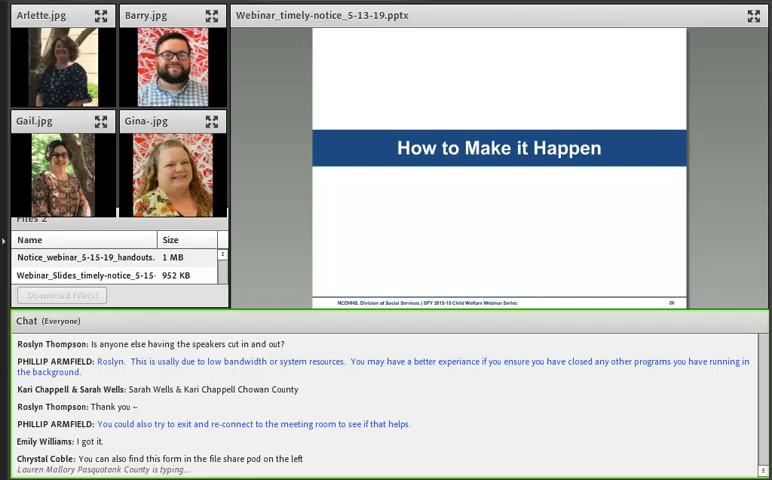 Arlette.jpg
Barry.jpg
Webinar_timely-notice_5-13-19.pptx
Gail.jpg
Gina-.jpg
How to Make it Happen
Files 2
Name Size
Notice_webinar_5-15-19_handouts. 1 MB
Webinar_Slides_timely-notice_5-15- 952 KB
Download File(s)
NCDHHS, Division of Social Services | SFY 2018-19 Child Welfare Webinar Series
Chat (Everyone)
Roslyn Thompson: Is anyone else having the speakers cut in and out?
PHILLIP ARMFIELD: Roslyn. This is usally due to low bandwidth or system resources. You may have a better experiance if you ensure you have closed any other programs you have running in
the background.
Kari Chappell & Sarah Wells: Sarah Wells & Kari Chappell Chowan County
Roslyn Thompson: Thank you ~
PHILLIP ARMFIELD: You could also try to exit and re-connect to the meeting room to see if that helps.
Emily Williams: I got it.
Chrystal Coble: You can also find this form in the file share pod on the left
Lauren Mallory Pasquotank County is typing...